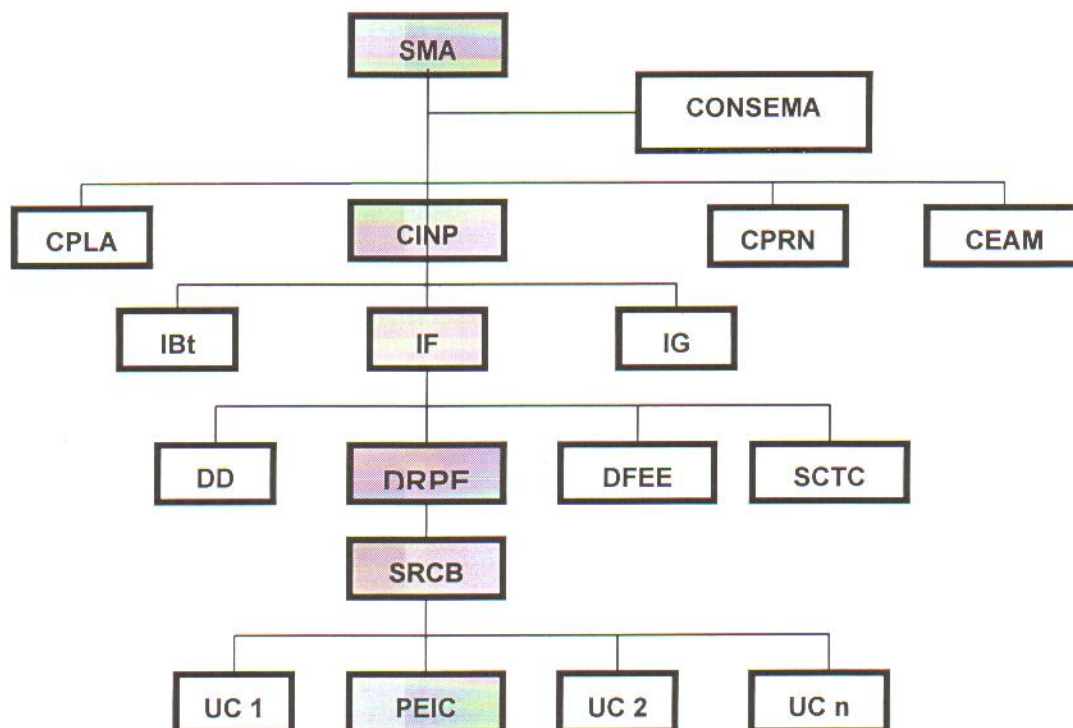 SMA
CONSEMA
CPLA
CINP
CPRN
CEAM
IBt
IF
IG
DD
DRPE
DFEE
SCTC
SRCB
UC 1
PEIC
UC 2
UC n